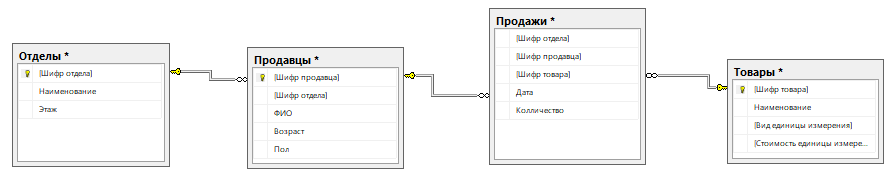 Отделы *
[Шифр отдела]
Наименование
Этаж
Продавцы *
[Шифр продавца]
[Шифр отдела]
ФИО
Возраст
Пол
Продажи *
[Шифр отдела]
[Шифр продавца]
[Шифр товара]
Дата
Колличество
Товары *
[Шифр товара]
Наименование
[Вид единицы измерения]
[Стоимость единицы измере...